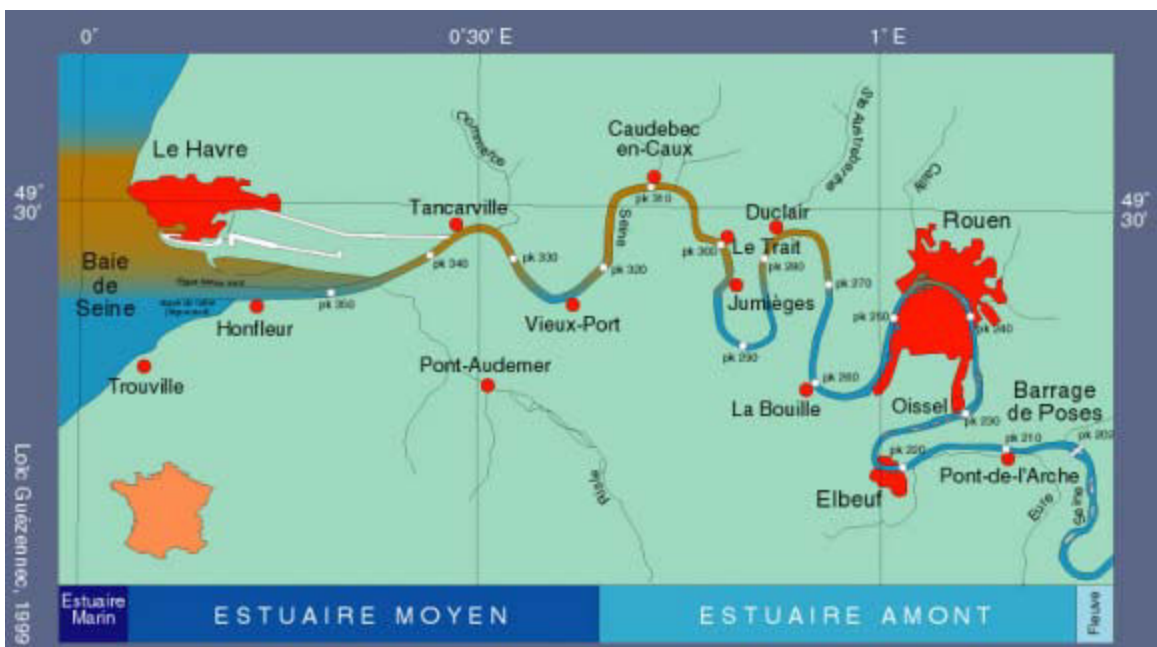 0°
0°30' E
1° E
49°
30'
49°
30'
Le Havre
Baie
de
Seine
Honfleur
Trouville
Tancarville
Commerce
Pont-Audemer
Risle
Vieux-Port
Seine
Caudebec
en-Caux
Duclair
Le Trait
Jumièges
La Bouille
Ste Austreberthe
Cailly
Rouen
Oissel
Elbeuf
Barrage
de Poses
Pont-de-l'Arche
Eure
Seine
pk 350
pk 340
pk 330
pk 320
pk 310
pk 300
pk 290
pk 280
pk 270
pk 260
pk 250
pk 240
pk 230
pk 220
pk 210
pk 202
Loïc Guézennec, 1999
Estuaire
Marin
ESTUAIRE MOYEN
ESTUAIRE AMONT
Fleuve